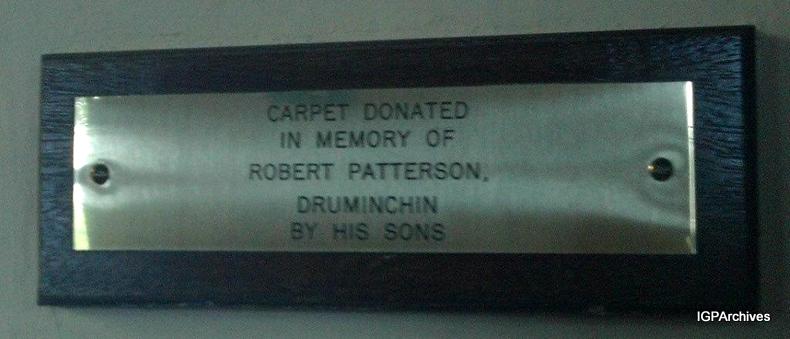 CARPET DONATED
IN MEMORY OF
ROBERT PATTERSON,
DRUMINCHIN
BY HIS SONS
IGPArchives